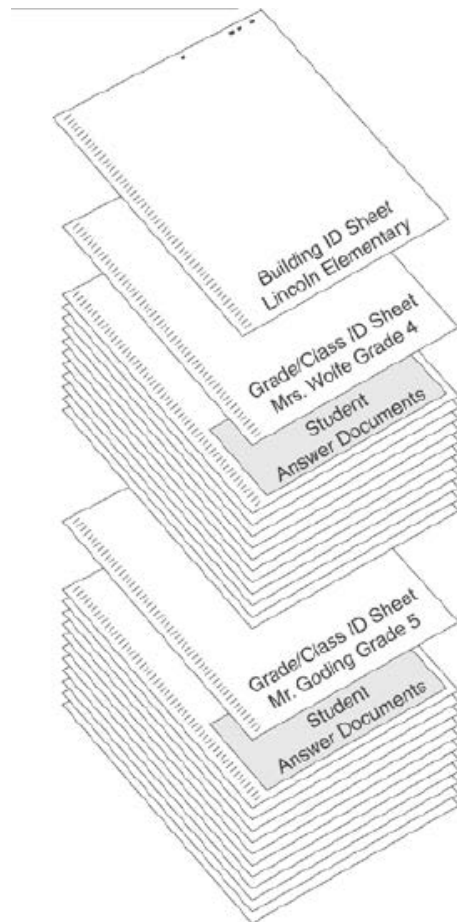 Building ID Sheet
Lincoln Elementary
Grade/Class ID Sheet
Mrs. Wolfe Grade 4
Student
Answer Documents
Grade/Class ID Sheet
Mr. Goding Grade 5
Student
Answer Documents